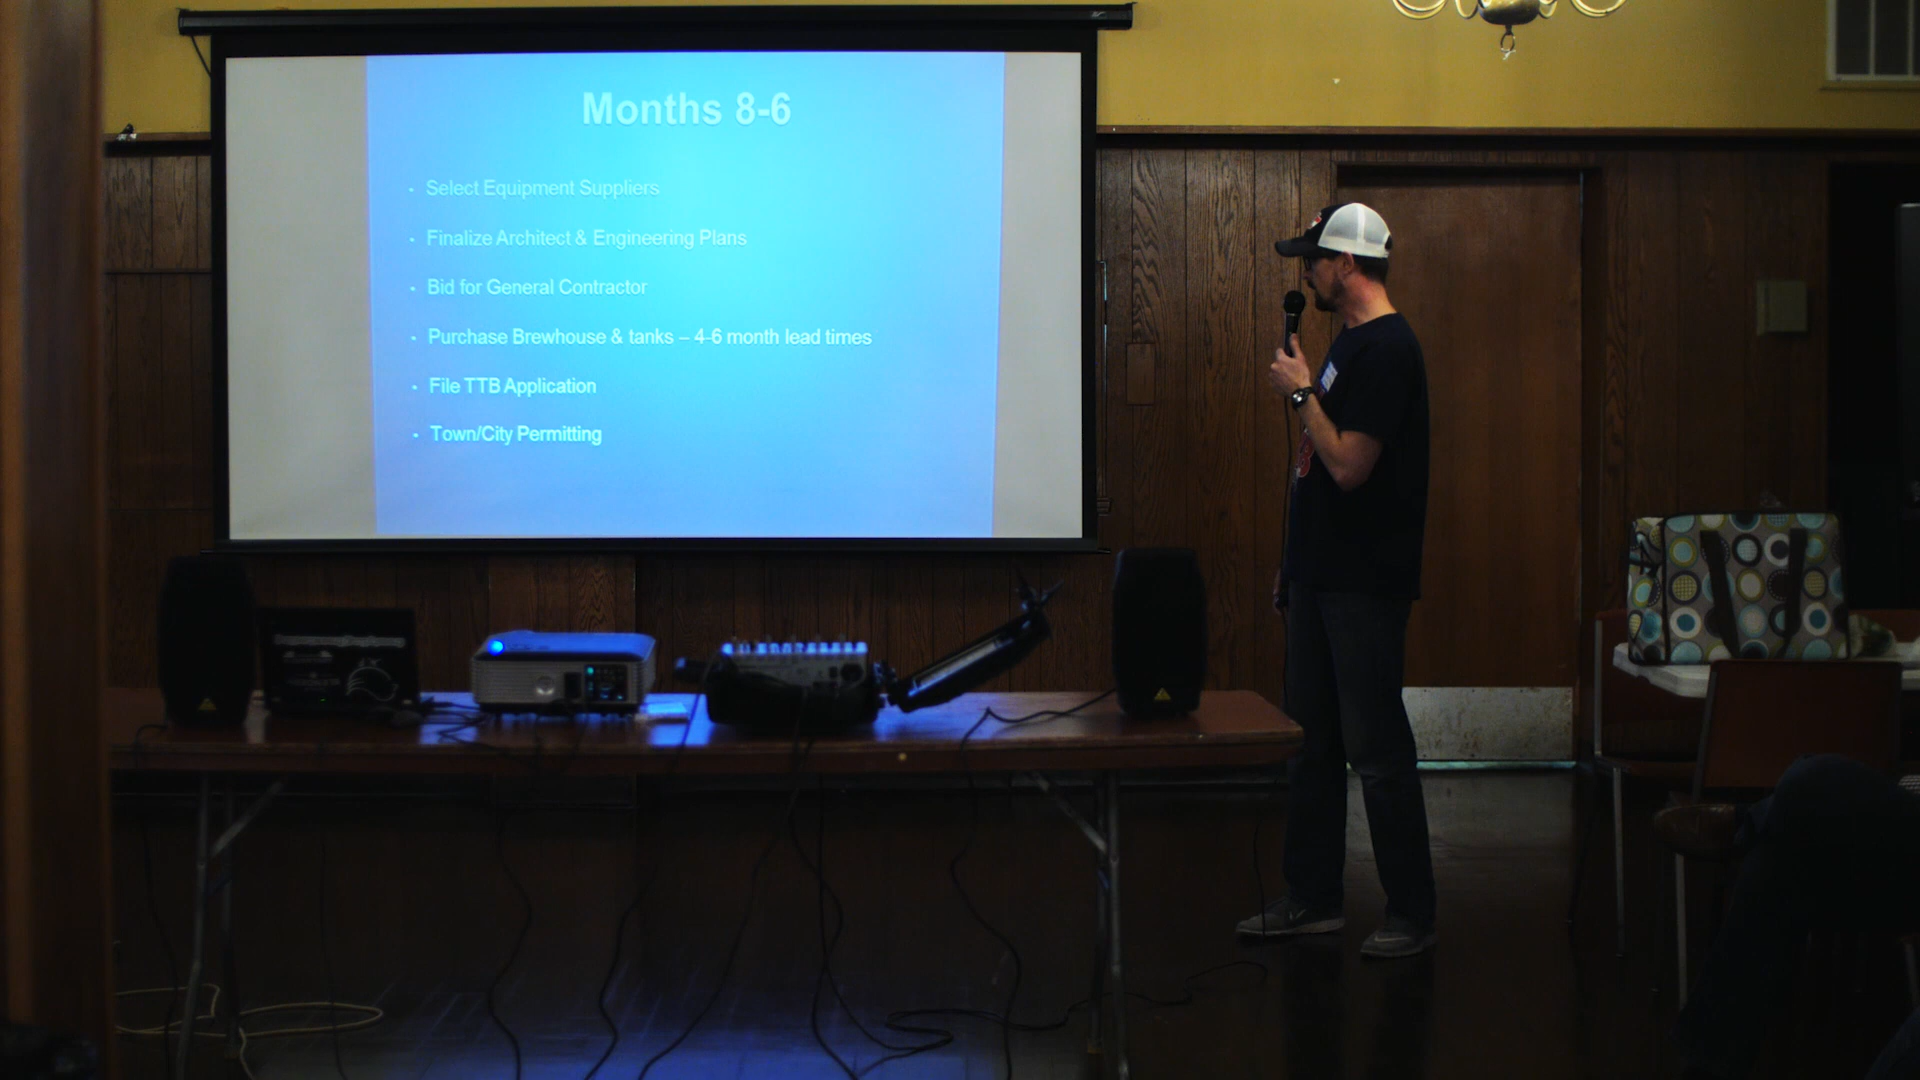 Months 8-6
• Select Equipment Suppliers
• Finalize Architect & Engineering Plans
• Bid for General Contractor
• Purchase Brewhouse & tanks – 4-6 month lead times
• File TTB Application
• Town/City Permitting